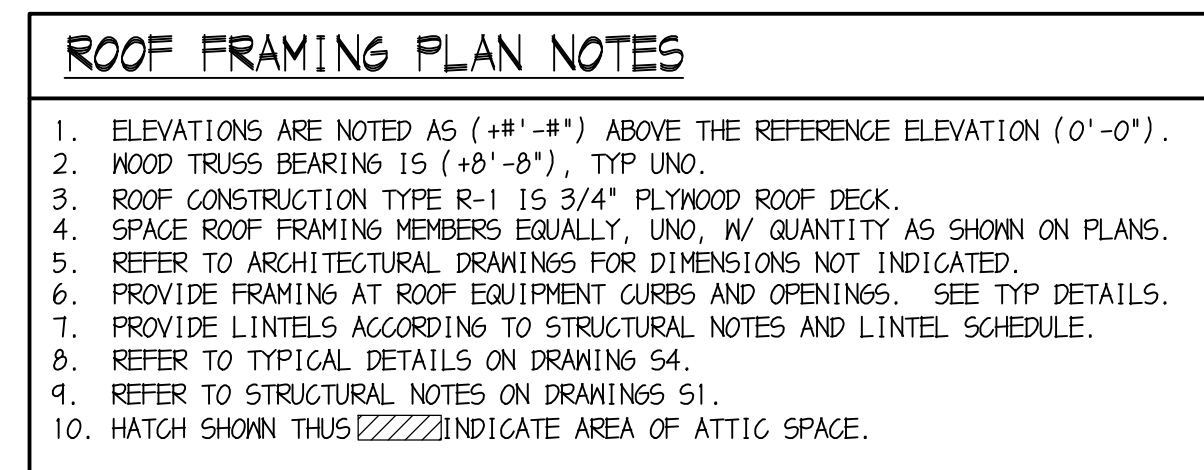 ROOF FRAMING PLAN NOTES
1. ELEVATIONS ARE NOTED AS (+#'-#") ABOVE THE REFERENCE ELEVATION (0'-0").
2. WOOD TRUSS BEARING IS (+8'-8"), TYP UNO.
3. ROOF CONSTRUCTION TYPE R-1 IS 3/4" PLYWOOD ROOF DECK.
4. SPACE ROOF FRAMING MEMBERS EQUALLY, UNO, W/ QUANTITY AS SHOWN ON PLANS.
5. REFER TO ARCHITECTURAL DRAWINGS FOR DIMENSIONS NOT INDICATED.
6. PROVIDE FRAMING AT ROOF EQUIPMENT CURBS AND OPENINGS. SEE TYP DETAILS.
7. PROVIDE LINTELS ACCORDING TO STRUCTURAL NOTES AND LINTEL SCHEDULE.
8. REFER TO TYPICAL DETAILS ON DRAWING S4.
9. REFER TO STRUCTURAL NOTES ON DRAWINGS S1.
10. HATCH SHOWN THUS INDICATE AREA OF ATTIC SPACE.